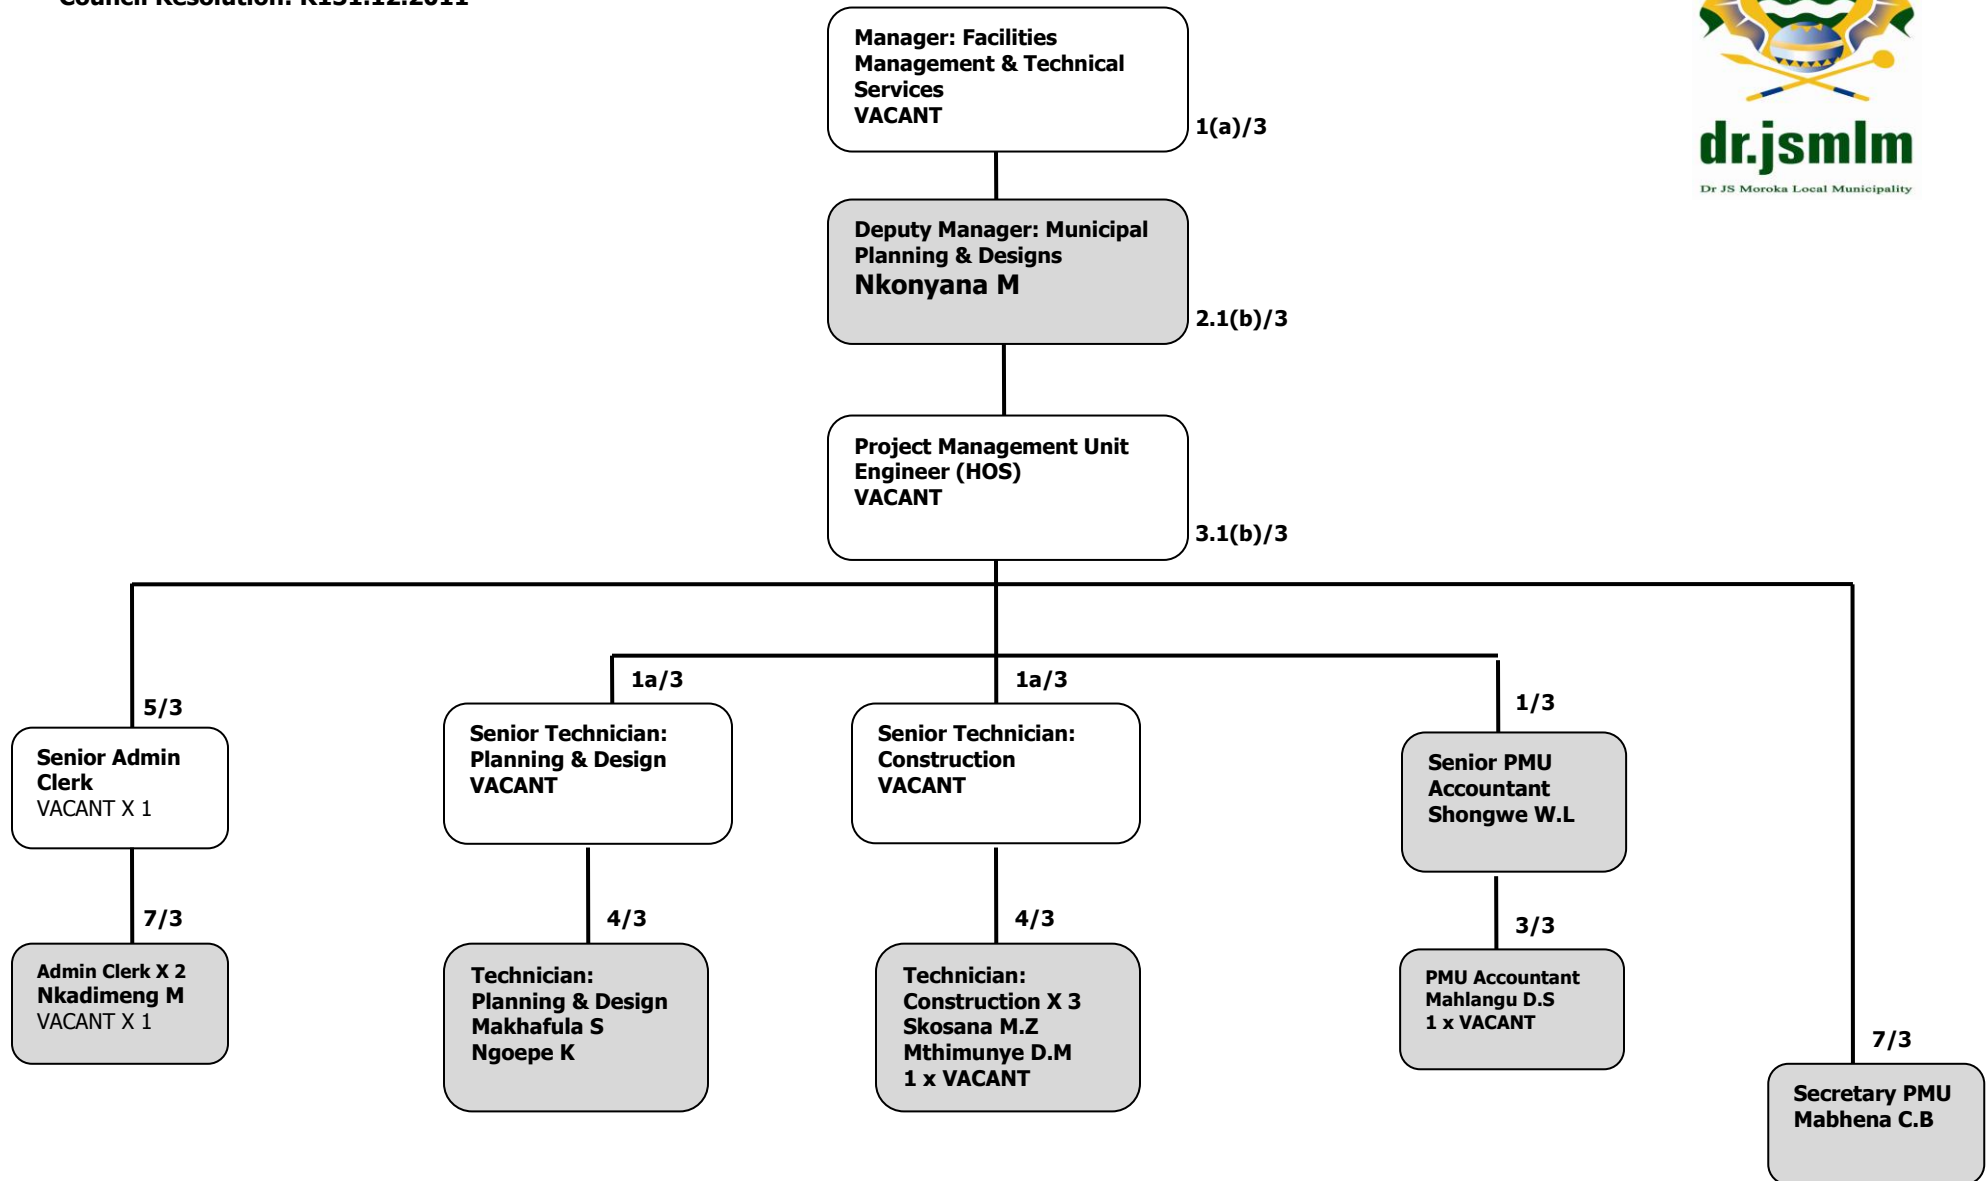 Manager: Facilities
Management & Technical
Services
VACANT
1(a)/3
dr.jsmlm
Dr JS Moroka Local Municipality
Deputy Manager: Municipal
Planning & Designs
Nkonyana M
2.1(b)/3
Project Management Unit
Engineer (HOS)
VACANT
3.1(b)/3
5/3
Senior Admin
Clerk
VACANT X 1
1a/3
Senior Technician:
Planning & Design
VACANT
1a/3
Senior Technician:
Construction
VACANT
1/3
Senior PMU
Accountant
Shongwe W.L
7/3
Admin Clerk X 2
Nkadimeng M
VACANT X 1
4/3
Technician:
Planning & Design
Makhafula S
Ngoepe K
4/3
Technician:
Construction X 3
Skosana M.Z
Mthimunye D.M
1 x VACANT
3/3
PMU Accountant
Mahlangu D.S
1 x VACANT
7/3
Secretary PMU
Mabhena C.B